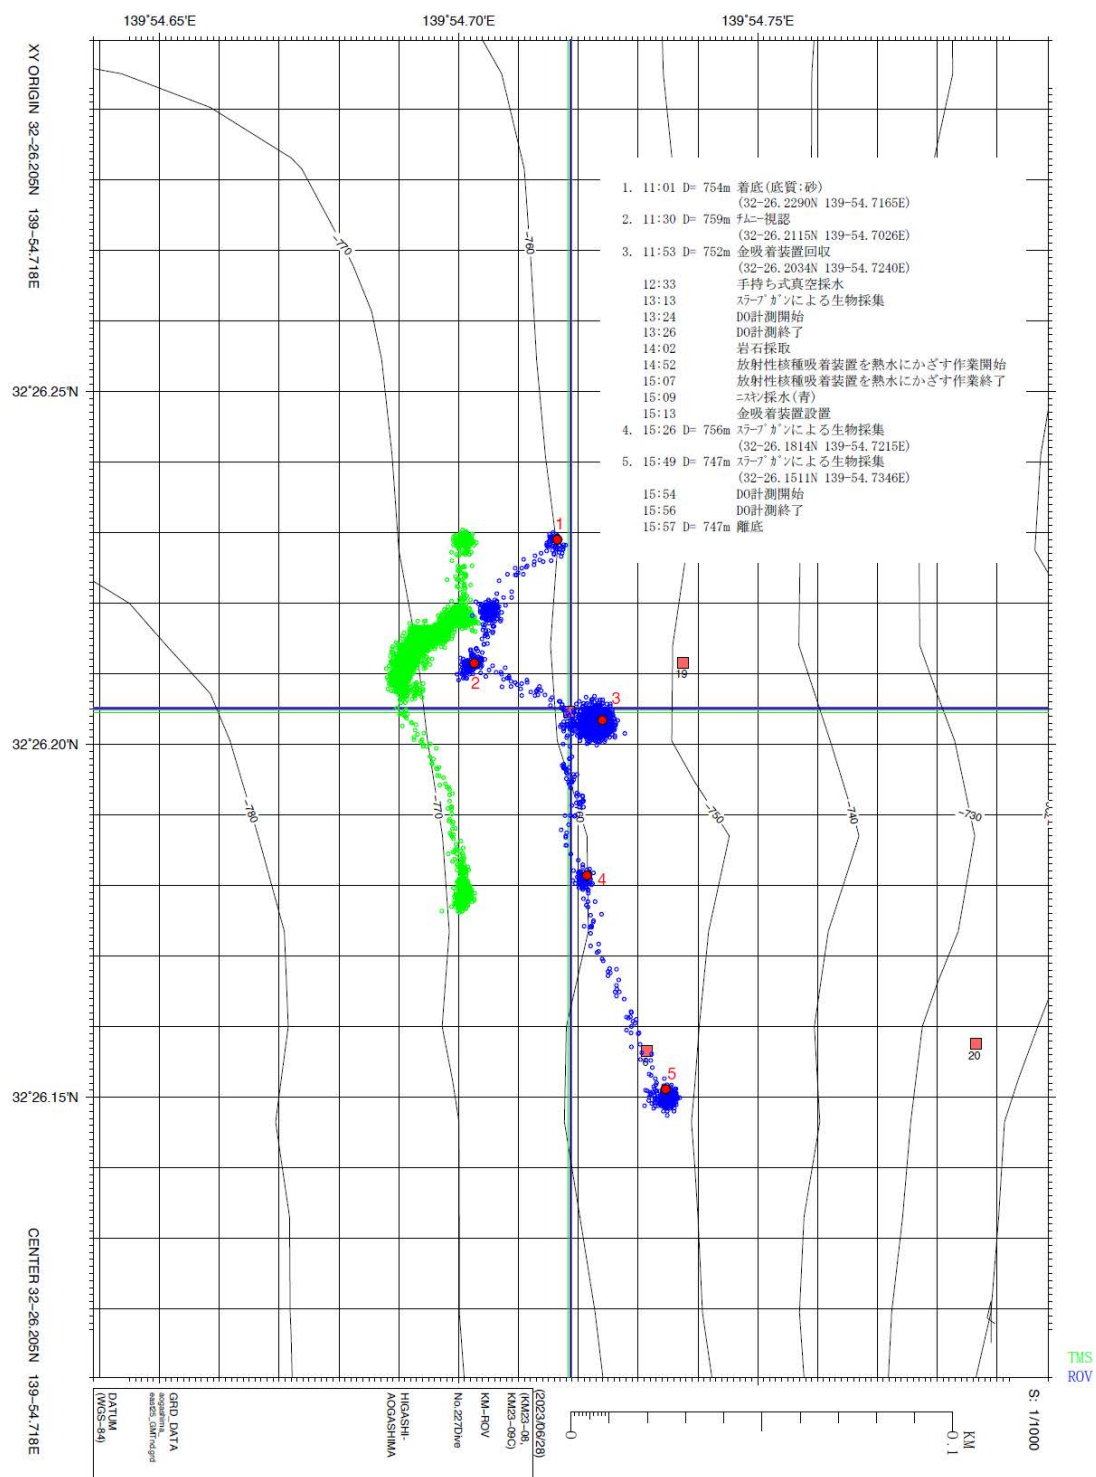 139°54.65'E
139°54.70'E
139°54.75'E
XY ORIGIN 32-26.205N 139-54.718E
1. 11:01 D= 754m 着底(底質:砂)
(32-26.2290N 139-54.7165E)
2. 11:30 D= 759m ﾁﾑﾆｰ視認
(32-26.2115N 139-54.7026E)
3. 11:53 D= 752m 金吸着装置回収
(32-26.2034N 139-54.7240E)
12:33 手持ち式真空採水
13:13 ｽﾗｰﾌﾟｶﾞﾝによる生物採集
13:24 DO計測開始
13:26 DO計測終了
14:02 岩石採取
14:52 放射性核種吸着装置を熱水にかざす作業開始
15:07 放射性核種吸着装置を熱水にかざす作業終了
15:09 ﾆｽｷﾝ採水(青)
15:13 金吸着装置設置
4. 15:26 D= 756m ｽﾗｰﾌﾟｶﾞﾝによる生物採集
(32-26.1814N 139-54.7215E)
5. 15:49 D= 747m ｽﾗｰﾌﾟｶﾞﾝによる生物採集
(32-26.1511N 139-54.7346E)
15:54 DO計測開始
15:56 DO計測終了
15:57 D= 747m 離底
-770
-760
32°26.25'N
1
2
19
3
32°26.20'N
-780
-770
-750
-740
-730
4
20
5
32°26.15'N
CENTER 32-26.205N 139-54.718E
TMS
ROV
S: 1/1000
KM
0
0.1
(2023/06/28)
(KM23-08,
KM23-09C)
KM-ROV
No.227Dive
HIGASHI-
AOGASHIMA
GRD_DATA
aogashima_
DATUM
(WGS-84)